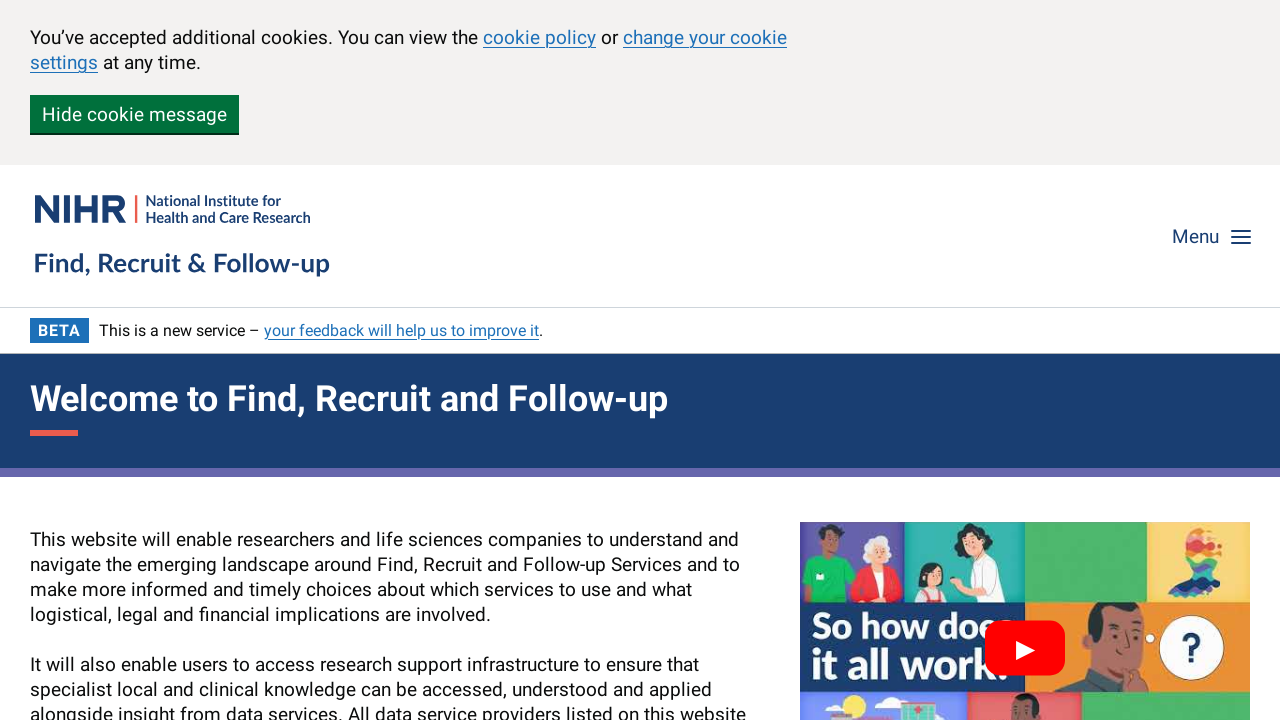 You’ve accepted additional cookies. You can view the cookie policy or change your cookie
settings at any time.
Hide cookie message
NIHR | National Institute for
Health and Care Research
Find, Recruit & Follow-up
Menu
BETA This is a new service – your feedback will help us to improve it.
Welcome to Find, Recruit and Follow-up
This website will enable researchers and life sciences companies to understand and
navigate the emerging landscape around Find, Recruit and Follow-up Services and to
make more informed and timely choices about which services to use and what
logistical, legal and financial implications are involved.
It will also enable users to access research support infrastructure to ensure that
specialist local and clinical knowledge can be accessed, understood and applied
alongside insight from data services. All data service providers listed on this website
So how does
it all work?
?